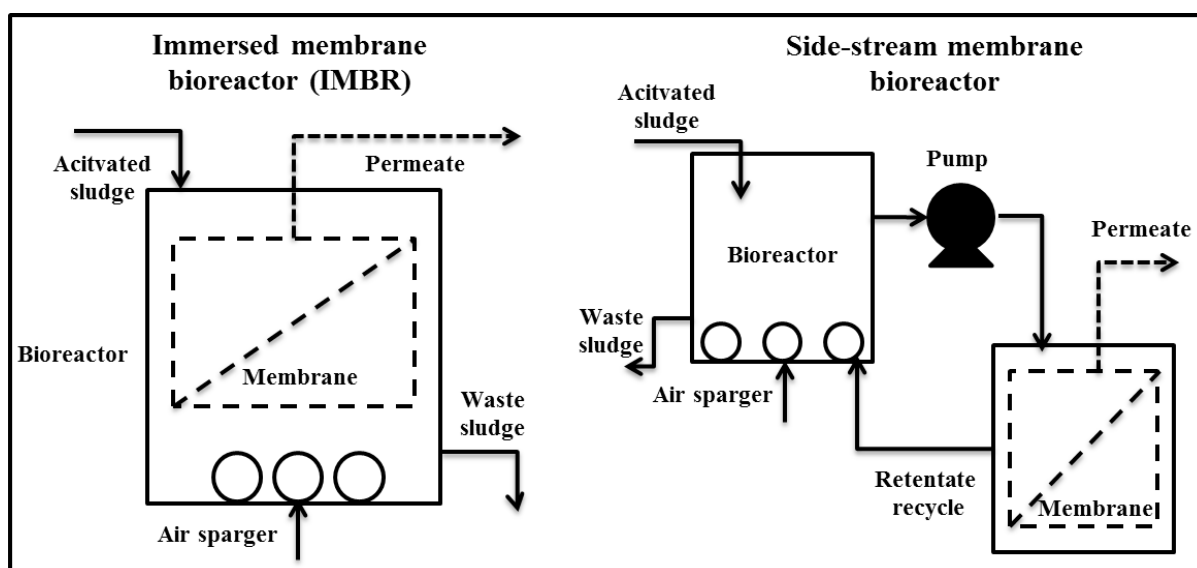 Immersed membrane
bioreactor (IMBR)
Acitvated
sludge
Permeate
Bioreactor
Membrane
Waste
sludge
Air sparger
Side-stream membrane
bioreactor
Acitvated
sludge
Pump
Bioreactor
Permeate
Waste
sludge
Air sparger
Retentate
recycle
Membrane